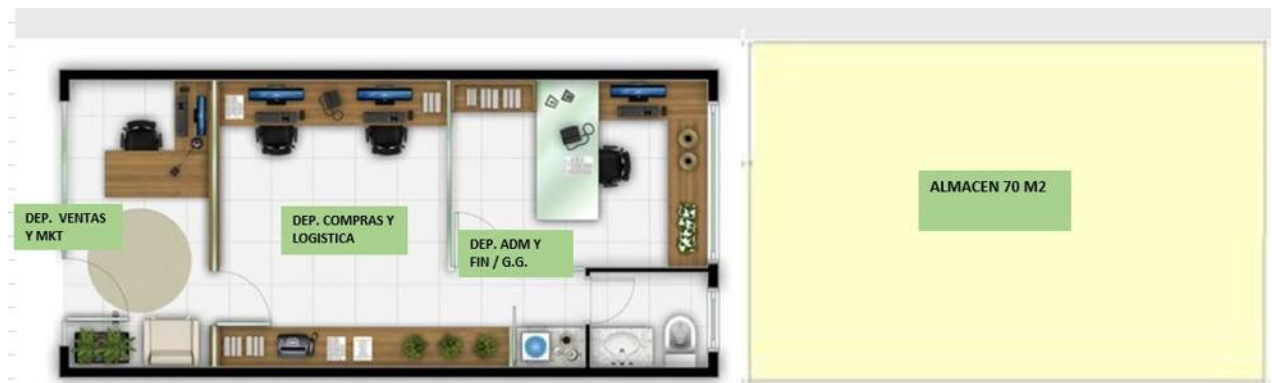 DEP. VENTAS
Y MKT
DEP. COMPRAS Y
LOGISTICA
DEP. ADM Y
FIN / G.G.
ALMACEN 70 M2